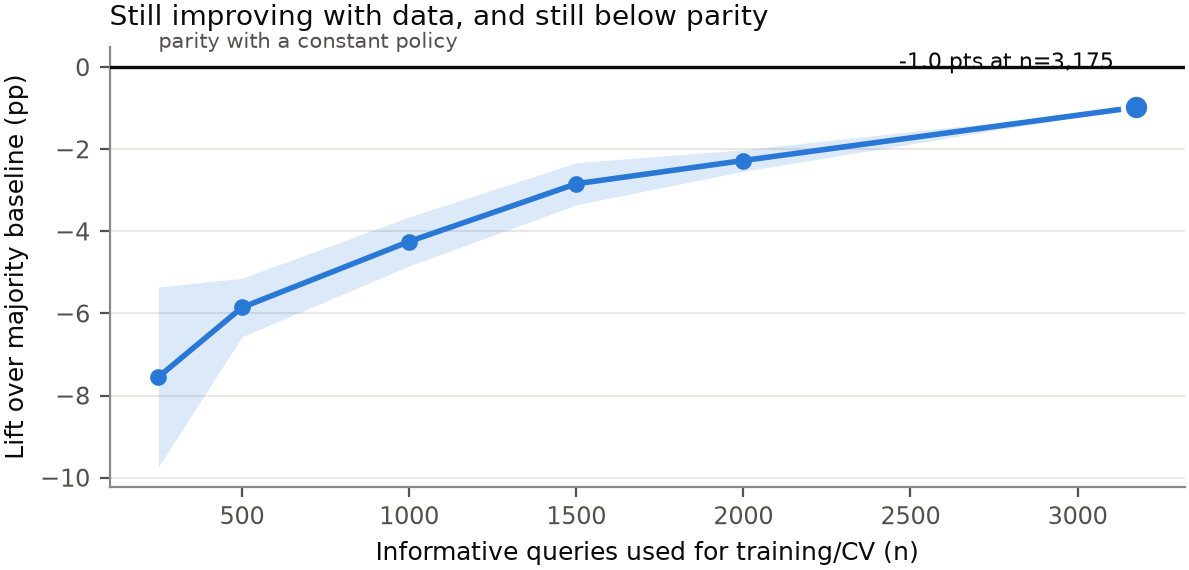 Still improving with data, and still below parity
parity with a constant policy
-1.0 pts at n=3,175
Lift over majority baseline (pp)
0
−2
−4
−6
−8
−10
500
1000
1500
2000
2500
3000
Informative queries used for training/CV (n)